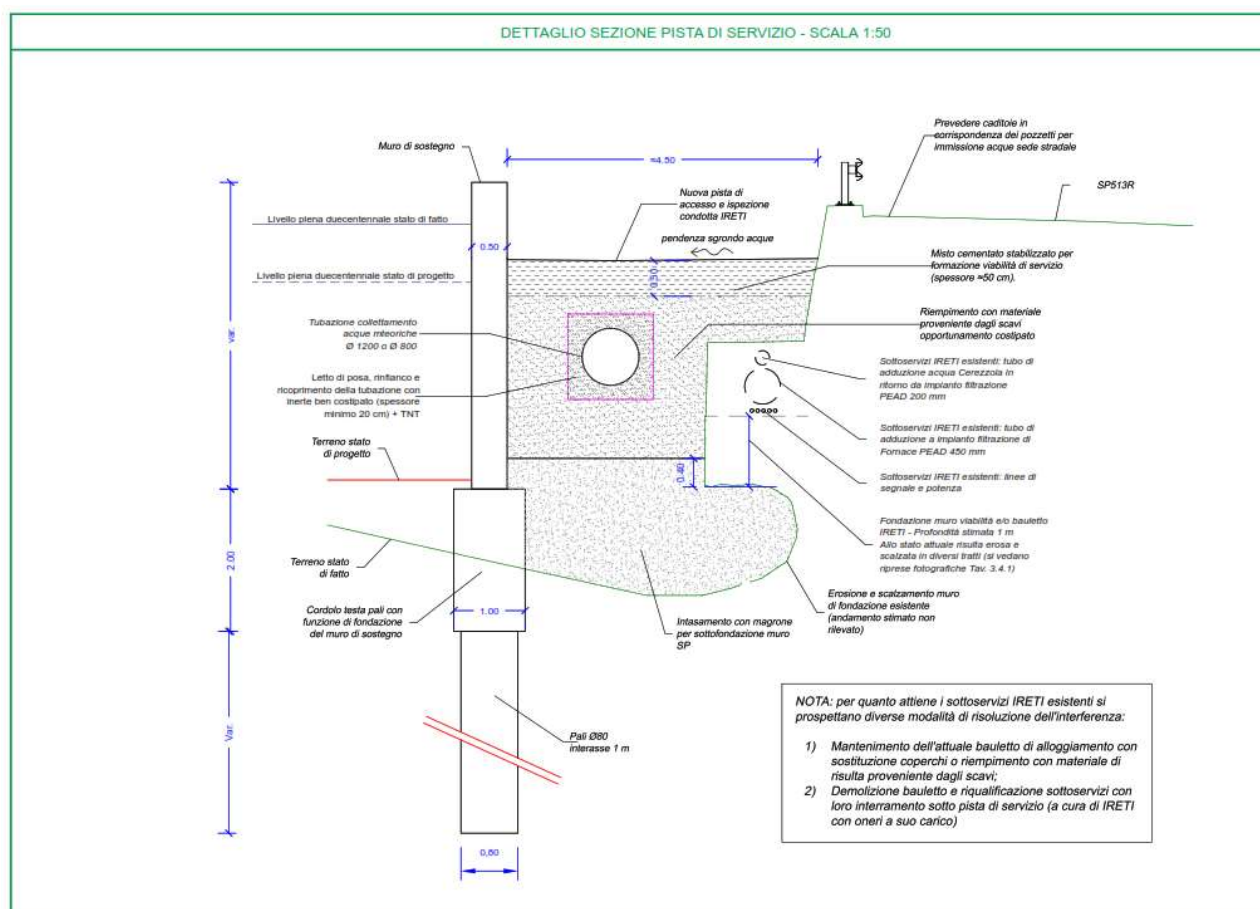 DETTAGLIO SEZIONE PISTA DI SERVIZIO - SCALA 1:50
Muro di sostegno
≈4.50
Prevedere caditoie in
corrispondenza dei pozzetti per
immissione acque sede stradale
SP513R
Nuova pista di
accesso e ispezione
condotta IRETI
Livello piena duecentennale stato di fatto
pendenza sgrondo acque
0.50
Misto cementato stabilizzato per
formazione viabilità di servizio
(spessore ≈50 cm).
Livello piena duecentennale stato di progetto
0.50
var.
Tubazione collettamento
acque mteoriche
Ø 1200 o Ø 800
Riempimento con materiale
proveniente dagli scavi
opportunamento costipato
Letto di posa, rinfianco e
ricoprimento della tubazione con
inerte ben costipato (spessore
minimo 20 cm) + TNT
Sottoservizi IRETI esistenti: tubo di
adduzione acqua Cerezzola in
ritorno da impianto filtrazione
PEAD 200 mm
Sottoservizi IRETI esistenti: tubo di
adduzione a impianto filtrazione di
Fornace PEAD 450 mm
Terreno stato
di progetto
0.40
Sottoservizi IRETI esistenti: linee di
segnale e potenza
Fondazione muro viabilità e/o bauletto
IRETI - Profondità stimata 1 m
Allo stato attuale risulta erosa e
scalzata in diversi tratti (si vedano
riprese fotografiche Tav. 3.4.1)
2.00
Terreno stato
di fatto
Cordolo testa pali con
funzione di fondazione
del muro di sostegno
1.00
Intasamento con magrone
per sottofondazione muro
SP
Erosione e scalzamento muro
di fondazione esistente
(andamento stimato non
rilevato)
Var.
Pali Ø80
interasse 1 m
0,80
NOTA: per quanto attiene i sottoservizi IRETI esistenti si
prospettano diverse modalità di risoluzione dell'interferenza:
1) Mantenimento dell'attuale bauletto di alloggiamento con
sostituzione coperchi o riempimento con materiale di
risulta proveniente dagli scavi;
2) Demolizione bauletto e riqualificazione sottoservizi con
loro interramento sotto pista di servizio (a cura di IRETI
con oneri a suo carico)